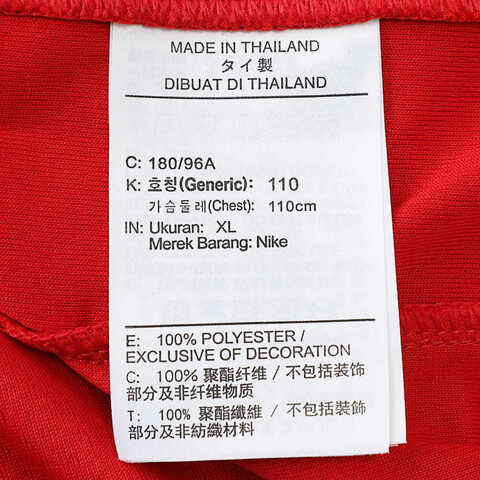 MADE IN THAILAND
タイ製
DIBUAT DI THAILAND
C: 180/96A
K: 호칭(Generic): 110
가슴둘레(Chest): 110cm
IN: Ukuran: XL
Merek Barang: Nike
E: 100% POLYESTER /
EXCLUSIVE OF DECORATION
C: 100% 聚酯纤维 / 不包括装饰
部分及非纤维物质
T: 100% 聚酯纖維 / 不包括裝飾
部分及非紡織材料